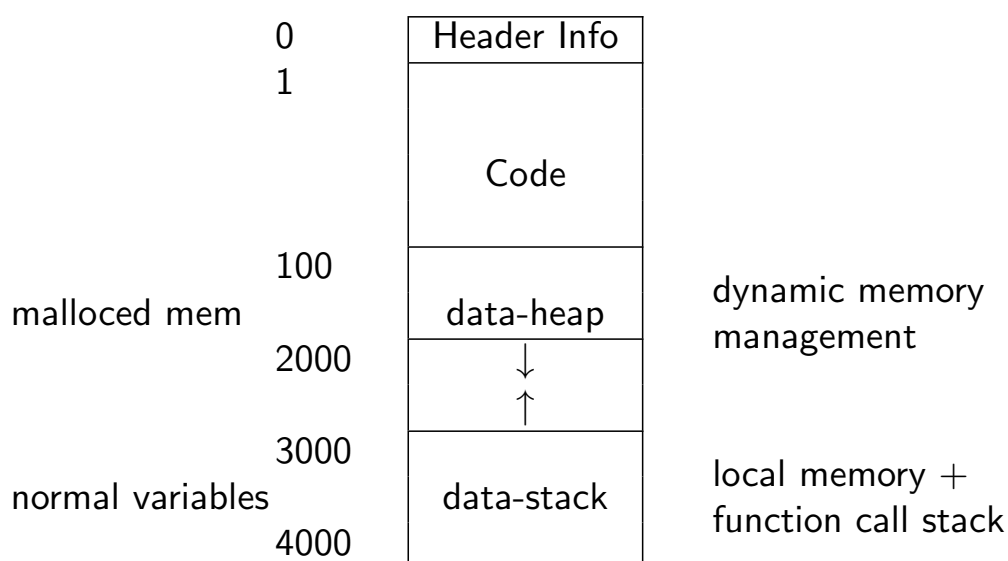 0 Header Info
1
Code
100
malloced mem data-heap dynamic memory
management
2000 ↓
↑
3000
normal variables data-stack local memory +
function call stack
4000